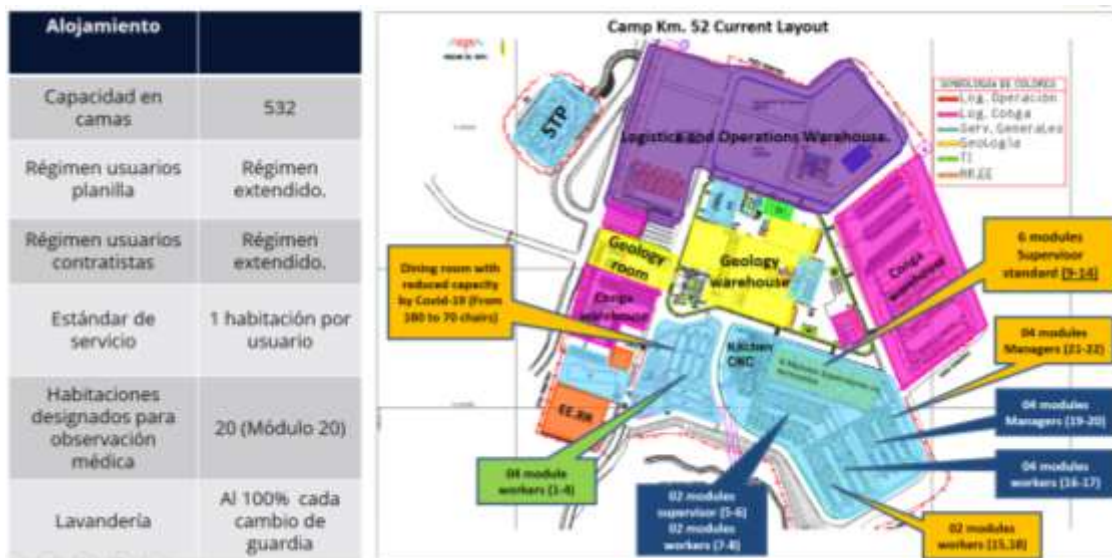 Alojamiento
Capacidad en
camas
532
Régimen usuarios
planilla
Régimen
extendido.
Régimen usuarios
contratistas
Régimen
extendido.
Estándar de
servicio
1 habitación por
usuario
Habitaciones
designados para
observación
médica
20 (Módulo 20)
Lavandería
Al 100% cada
cambio de
guardia
Camp Km. 52 Current Layout
SIMBOLOGIA DE COLORES
Log. Operación
Log. Conga
Serv. Generales
Geología
TI
RR.EE
STP
Logistica and Operations Warehouse.
Geology
room
Geology
warehouse
Conga
warehouse
Conga
warehouse
Kitchen
EE.RR
Dining room with
reduced capacity
by Covid-19 (From
180 to 70 chairs)
6 modules
Supervisor
standard (9-14)
04 modules
Managers (21-22)
04 modules
Managers (19-20)
04 modules
workers (16-17)
02 modules
workers (15,18)
02 modules
supervisor (5-6)
02 modules
workers (7-8)
04 module
workers (1-4)